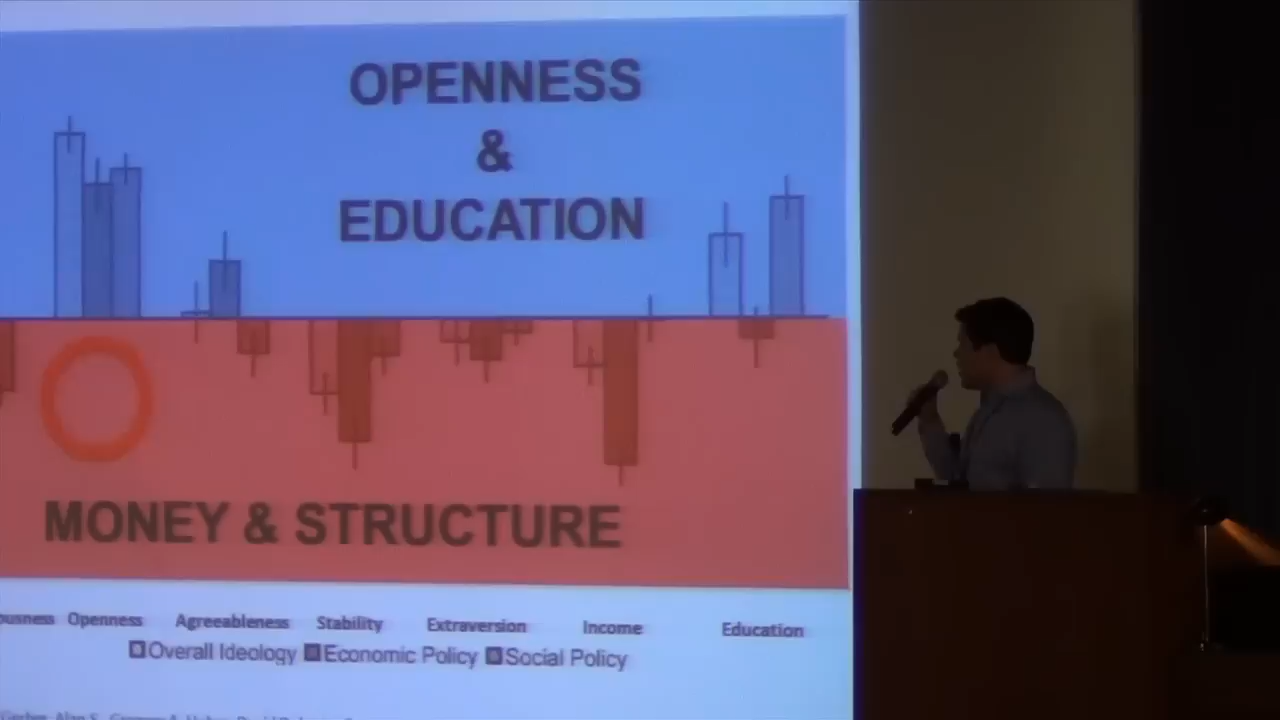 OPENNESS
&
EDUCATION
MONEY & STRUCTURE
Openness Agreeableness Stability Extraversion Income Education
Overall Ideology Economic Policy Social Policy